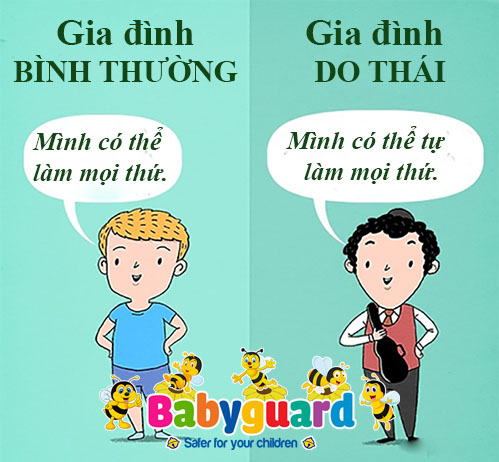 Gia đình
BÌNH THƯỜNG
Mình có thể
làm mọi thứ.
Gia đình
DO THÁI
Mình có thể tự
làm mọi thứ.
Babyguard
Safer for your children